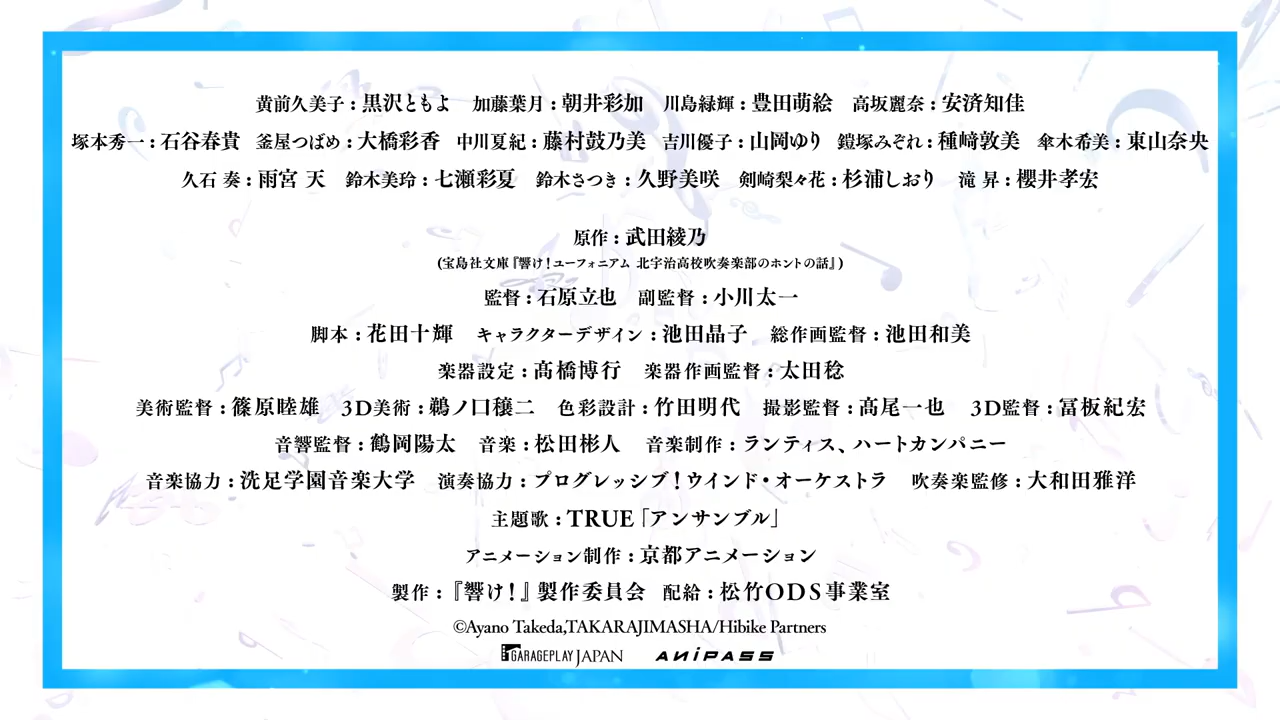 黄前久美子：黒沢ともよ　加藤葉月：朝井彩加　川島緑輝：豊田萌絵　高坂麗奈：安済知佳
塚本秀一：石谷春貴　釜屋つばめ：大橋彩香　中川夏紀：藤村鼓乃美　吉川優子：山岡ゆり　鎧塚みぞれ：種﨑敦美　傘木希美：東山奈央
久石 奏：雨宮 天　鈴木美玲：七瀬彩夏　鈴木さつき：久野美咲　剣崎梨々花：杉浦しおり　滝 昇：櫻井孝宏
原作：武田綾乃
(宝島社文庫『響け！ユーフォニアム 北宇治高校吹奏楽部のホントの話』)
監督：石原立也　副監督：小川太一
脚本：花田十輝　キャラクターデザイン：池田晶子　総作画監督：池田和美
楽器設定：髙橋博行　楽器作画監督：太田稔
美術監督：篠原睦雄　3D美術：鵜ノ口穣二　色彩設計：竹田明代　撮影監督：髙尾一也　3D監督：冨板紀宏
音響監督：鶴岡陽太　音楽：松田彬人　音楽制作：ランティス、ハートカンパニー
音楽協力：洗足学園音楽大学　演奏協力：プログレッシブ！ウインド・オーケストラ　吹奏楽監修：大和田雅洋
主題歌：TRUE「アンサンブル」
アニメーション制作：京都アニメーション
製作：『響け！』製作委員会　配給：松竹ODS事業室
©Ayano Takeda,TAKARAJIMASHA/Hibike Partners
GARAGEPLAY JAPAN　ANiPASS